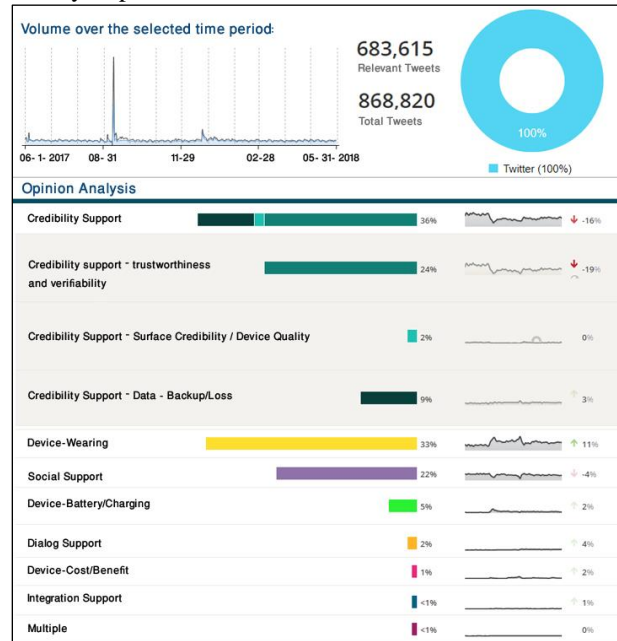 Volume over the selected time period:
683,615
Relevant Tweets
868,820
Total Tweets
100%
06- 1- 2017 08- 31 11-29 02-28 05- 31- 2018
Twitter (100%)
Opinion Analysis
Credibility Support 36% -16%
Credibility support - trustworthiness
and verifiability 24% -19%
Credibility Support - Surface Credibility / Device Quality 2% 0%
Credibility Support - Data - Backup/Loss 9% 3%
Device-Wearing 33% 11%
Social Support 22% -4%
Device-Battery/Charging 5% 2%
Dialog Support 2% 4%
Device-Cost/Benefit 1% 2%
Integration Support <1% 1%
Multiple <1% 0%